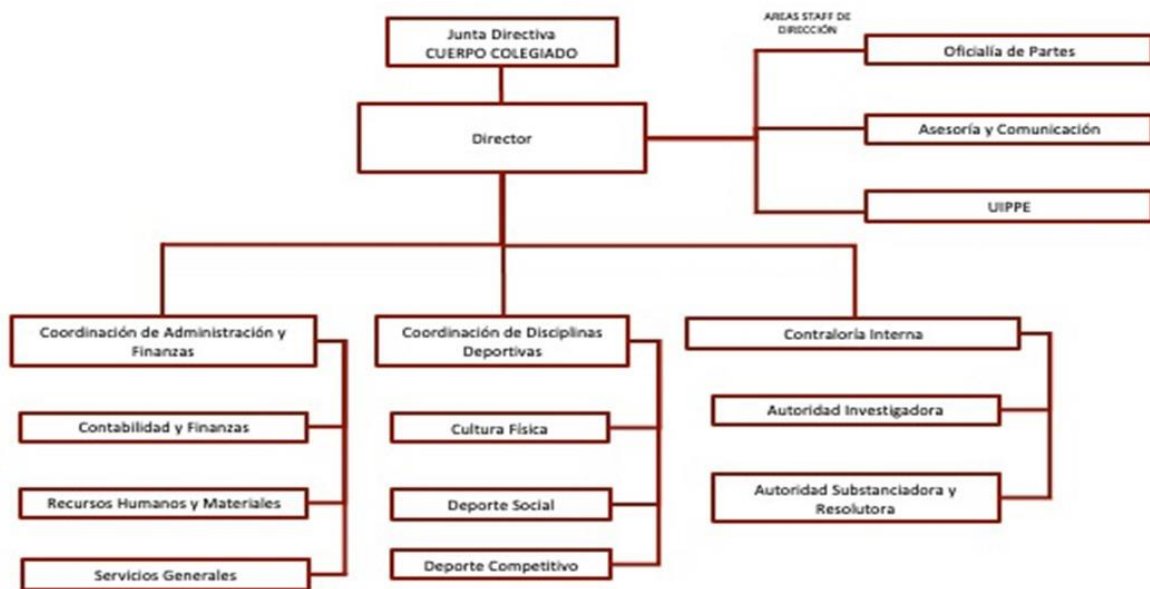 Junta Directiva
CUERPO COLEGIADO
AREAS STAFF DE
DIRECCIÓN
Oficialía de Partes
Director
Asesoría y Comunicación
UIPPE
Coordinación de Administración y
Finanzas
Coordinación de Disciplinas
Deportivas
Contraloría Interna
Contabilidad y Finanzas
Cultura Física
Autoridad Investigadora
Recursos Humanos y Materiales
Deporte Social
Autoridad Substanciadora y
Resolutora
Servicios Generales
Deporte Competitivo